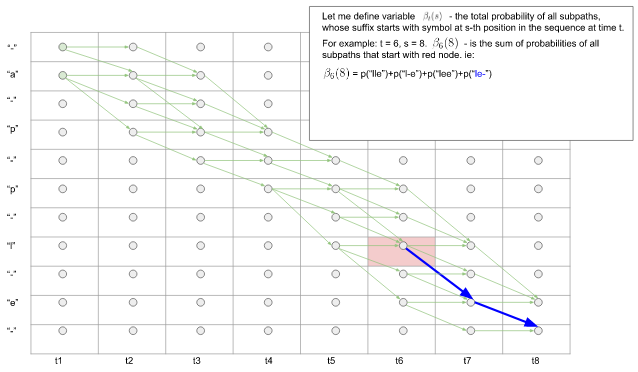 Let me define variable β_t(s) - the total probability of all subpaths,
whose suffix starts with symbol at s-th position in the sequence at time t.
For example: t = 6, s = 8. β_6(8) - is the sum of probabilities of all
subpaths that start with red node. ie:
β_6(8) = p("lle")+p("l-e")+p("lee")+p("le-")
"-"
"a"
"-"
"p"
"-"
"p"
"-"
"l"
"-"
"e"
"-"
t1 t2 t3 t4 t5 t6 t7 t8